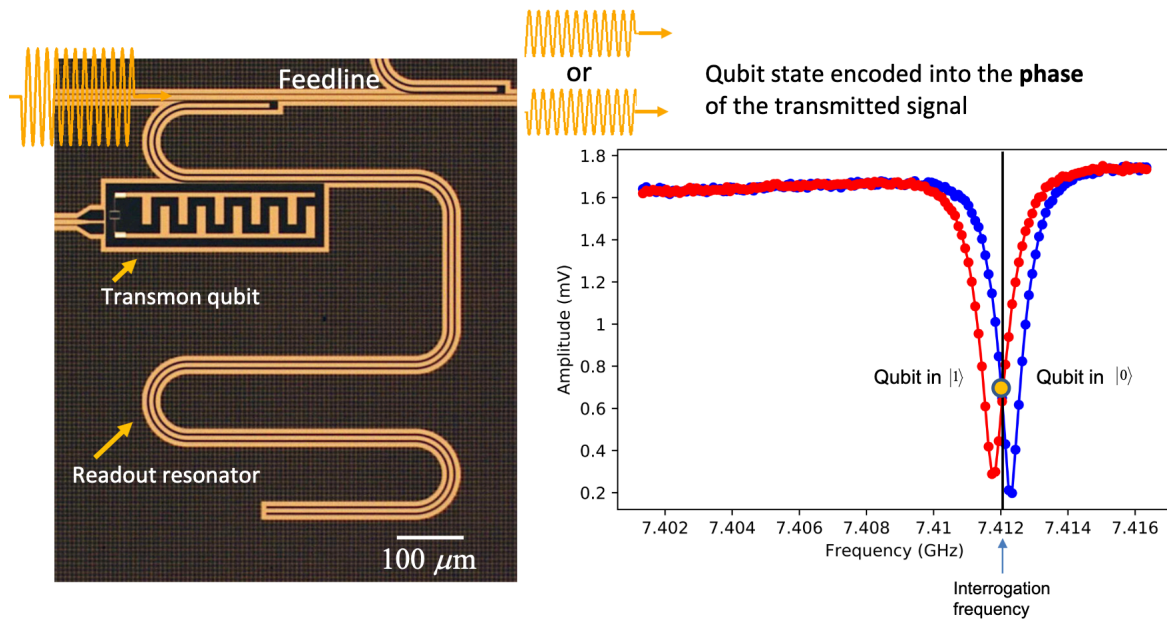 Feedline
or
Qubit state encoded into the phase
of the transmitted signal
Transmon qubit
Readout resonator
100 μm
1.8
1.6
1.4
1.2
1
0.8
0.6
0.4
0.2
Amplitude (mV)
Qubit in |1⟩
Qubit in |0⟩
7.402 7.404 7.406 7.408 7.41 7.412 7.414 7.416
Frequency (GHz)
Interrogation
frequency